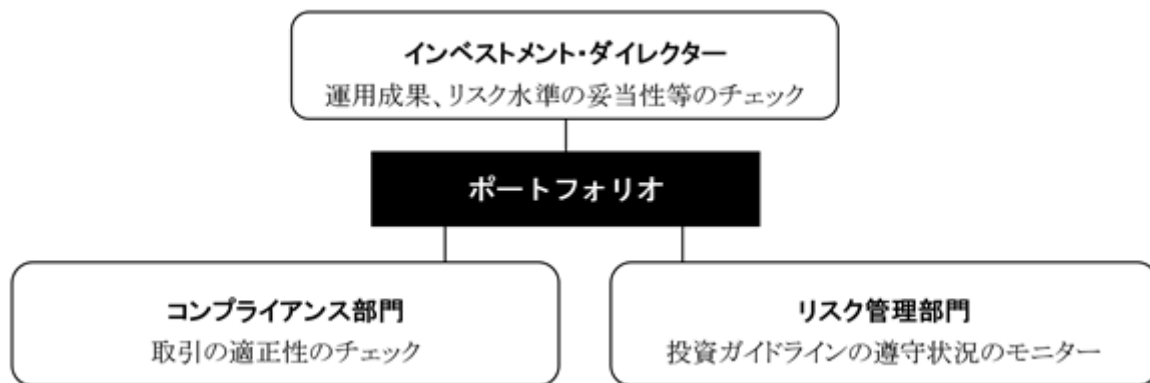 インベストメント・ダイレクター
運用成果、リスク水準の妥当性等のチェック
ポートフォリオ
コンプライアンス部門
取引の適正性のチェック
リスク管理部門
投資ガイドラインの遵守状況のモニター